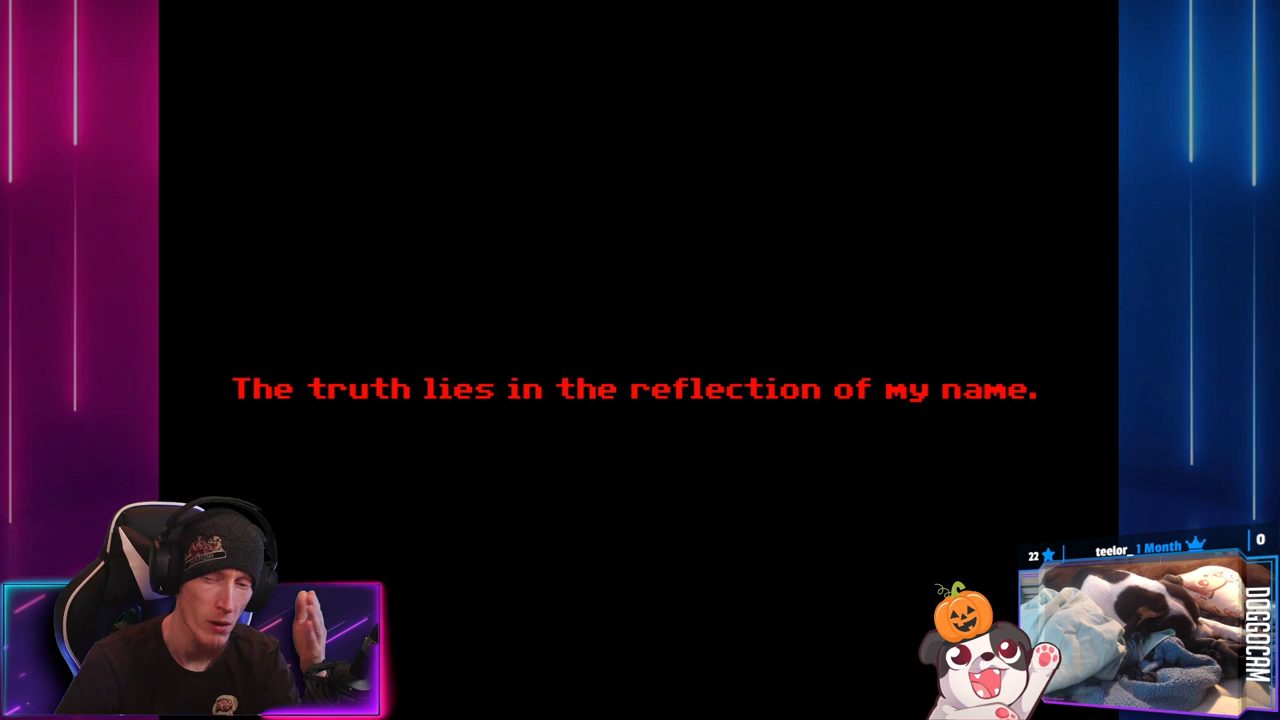 The truth lies in the reflection of my name.
22 teelor_ 1 Month 0
DOGGOCAM